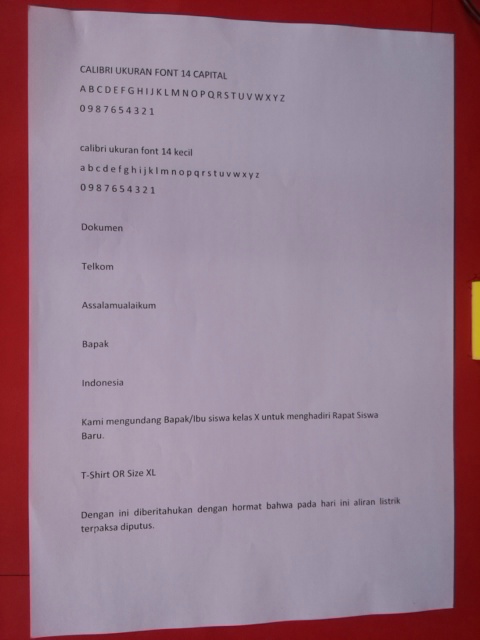 CALIBRI UKURAN FONT 14 CAPITAL
A B C D E F G H I J K L M N O P Q R S T U V W X Y Z
0 9 8 7 6 5 4 3 2 1
calibri ukuran font 14 kecil
a b c d e f g h i j k l m n o p q r s t u v w x y z
0 9 8 7 6 5 4 3 2 1
Dokumen
Telkom
Assalamualaikum
Bapak
Indonesia
Kami mengundang Bapak/Ibu siswa kelas X untuk menghadiri Rapat Siswa
Baru.
T-Shirt OR Size XL
Dengan ini diberitahukan dengan hormat bahwa pada hari ini aliran listrik
terpaksa diputus.